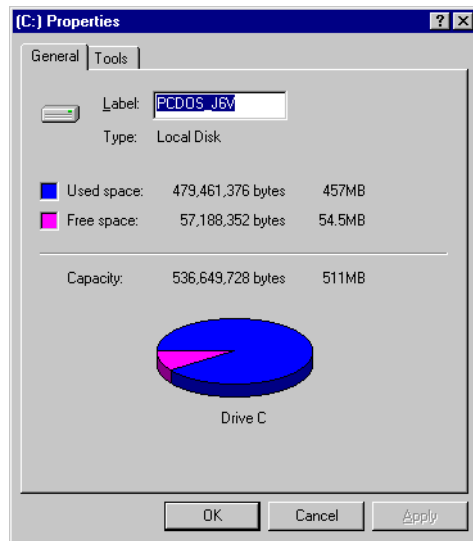 (C:) Properties
General Tools
Label: PCDOS_J6V
Type: Local Disk
Used space: 479,461,376 bytes 457MB
Free space: 57,188,352 bytes 54.5MB
Capacity: 536,649,728 bytes 511MB
Drive C
OK Cancel Apply